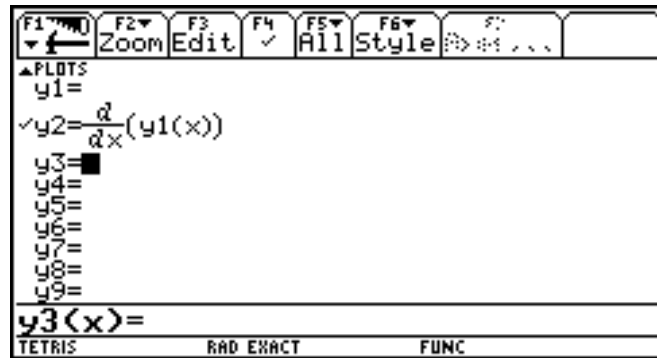 F1 F2 F3 F4 F5 F6 F7
Zoom Edit ✓ All Style
PLOTS
y1=
✓y2=d/dx(y1(x))
y3=
y4=
y5=
y6=
y7=
y8=
y9=
y3(x)=
TETRIS RAD EXACT FUNC